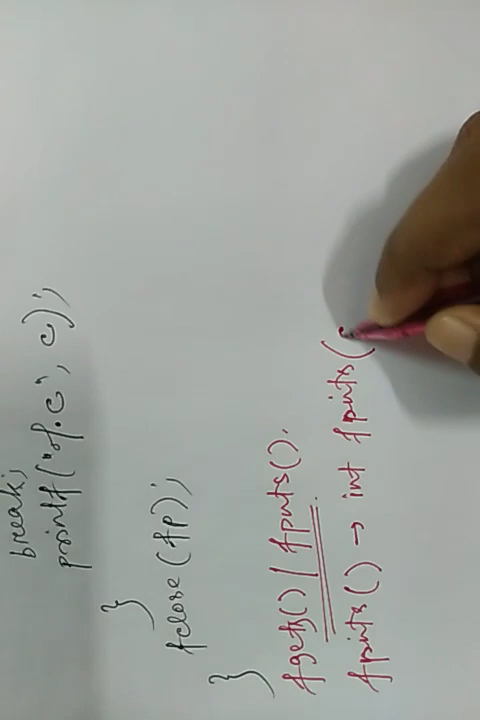 break;
printf("%c", c);
}
fclose(fp);
}
fgets() / fputs().
fputs() → int fputs(c